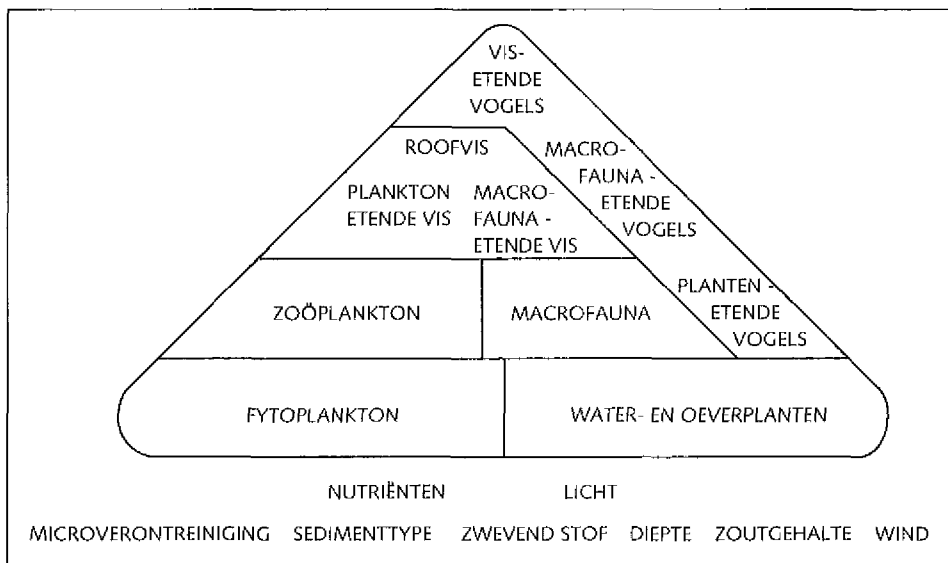 VIS-
ETENDE
VOGELS
ROOFVIS
PLANKTON
ETENDE VIS
MACRO-
FAUNA -
ETENDE VIS
MACRO-
FAUNA -
ETENDE
VOGELS
PLANTEN -
ETENDE
VOGELS
ZOÖPLANKTON
MACROFAUNA
FYTOPLANKTON
WATER- EN OEVERPLANTEN
NUTRIËNTEN LICHT
MICROVERONTREINIGING SEDIMENTTYPE ZWEVEND STOF DIEPTE ZOUTGEHALTE WIND